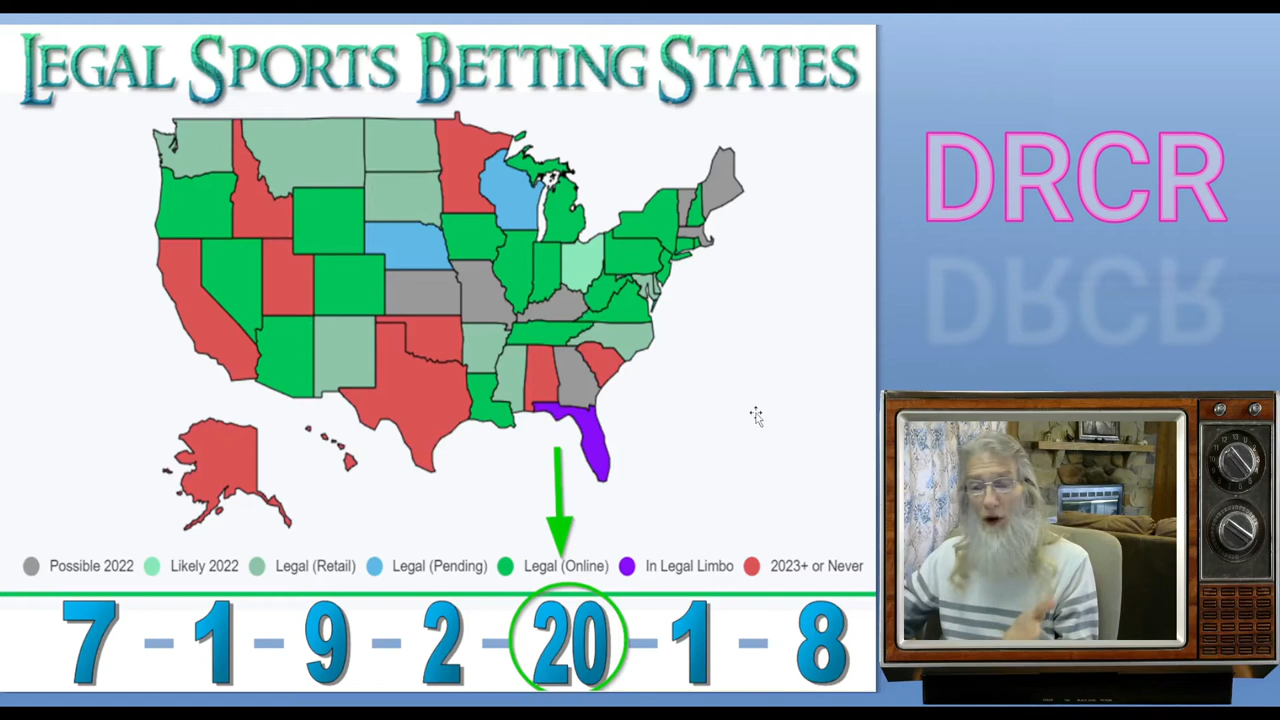 LEGAL SPORTS BETTING STATES
DRCR
DRCR
Possible 2022 Likely 2022 Legal (Retail) Legal (Pending) Legal (Online) In Legal Limbo 2023+ or Never
7 - 1 - 9 - 2 - 20 - 1 - 8